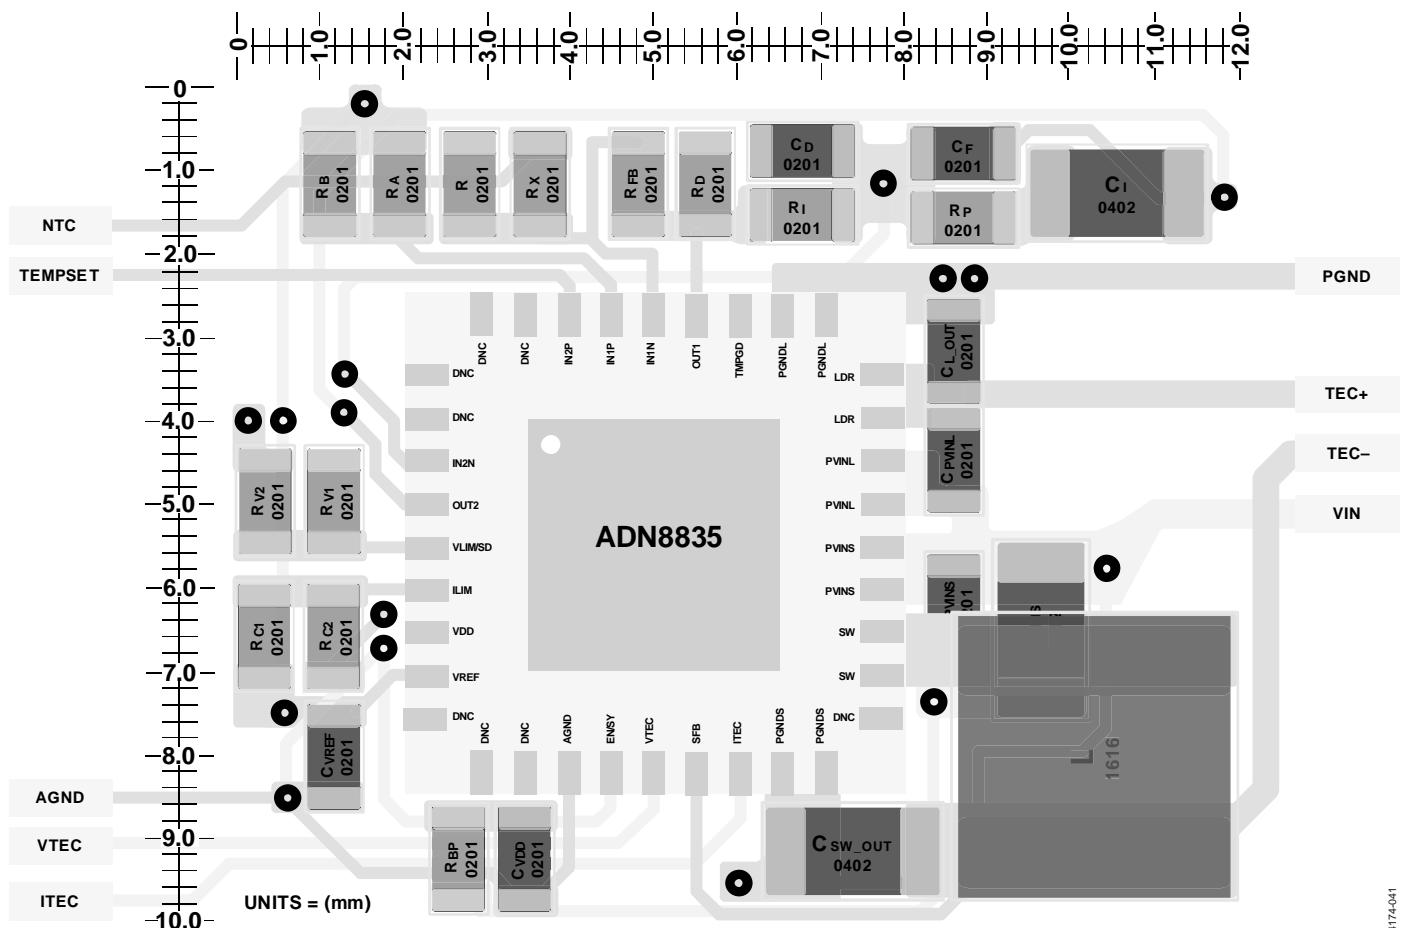 0 1.0 2.0 3.0 4.0 5.0 6.0 7.0 8.0 9.0 10.0 11.0 12.0
0
1.0
2.0
3.0
4.0
5.0
6.0
7.0
8.0
9.0
10.0
RB 0201
RA 0201
R 0201
RX 0201
RFB 0201
RD 0201
CD
0201
RI
0201
CF
0201
RP
0201
CI
0402
NTC
TEMPSET
PGND
TEC+
TEC–
VIN
AGND
VTEC
ITEC
DNC DNC IN2P IN1P IN1N OUT1 TMPGD PGNDL PGNDL
DNC
DNC
IN2N
OUT2
VLIM/SD
ILIM
VDD
VREF
DNC
LDR
LDR
PVINL
PVINL
PVINS
PVINS
SW
SW
DNC
DNC DNC AGND EN/SY VTEC SFB ITEC PGNDS PGNDS
ADN8835
CL_OUT 0201
CPVINL 0201
RV2 0201
RV1 0201
RC1 0201
RC2 0201
CVREF 0201
RBP 0201
CVDD 0201
CSW_OUT
0402
1616
UNITS = (mm)